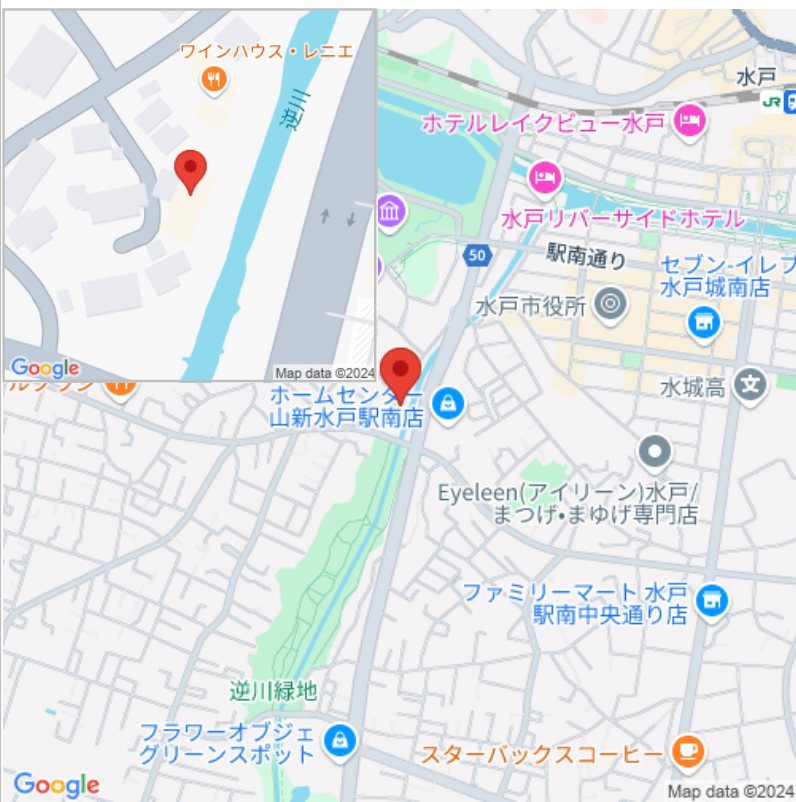 ワインハウス・レニエ
逆川
Google
Map data ©2024
水戸
JR
ホテルレイクビュー水戸
水戸リバーサイドホテル
50
駅南通り
セブン-イレブ
水戸城南店
水戸市役所
ホームセンター
山新水戸駅南店
水城高
文
Eyeleen(アイリーン)水戸/
まつげ•まゆげ専門店
ファミリーマート 水戸
駅南中央通り店
逆川緑地
フラワーオブジェ
グリーンスポット
スターバックスコーヒー
Google
Map data ©2024